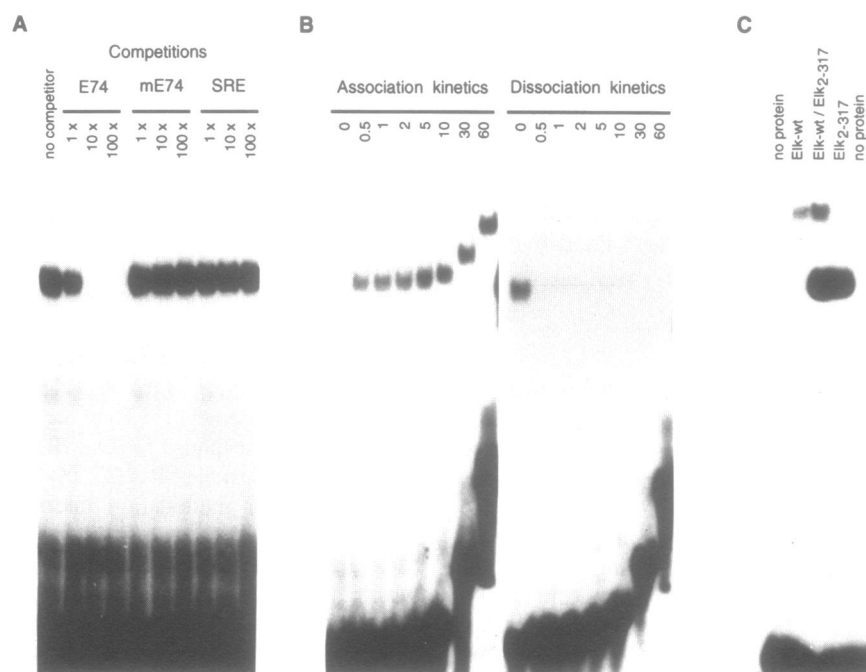 A
Competitions
no competitor
E74
mE74
SRE
1 x
10 x
100 x
1 x
10 x
100 x
1 x
10 x
100 x
B
Association kinetics
0
0.5
1
2
5
10
30
60
Dissociation kinetics
0
0.5
1
2
5
10
30
60
C
no protein
Elk-wt
Elk-wt / Elk2-317
Elk2-317
no protein